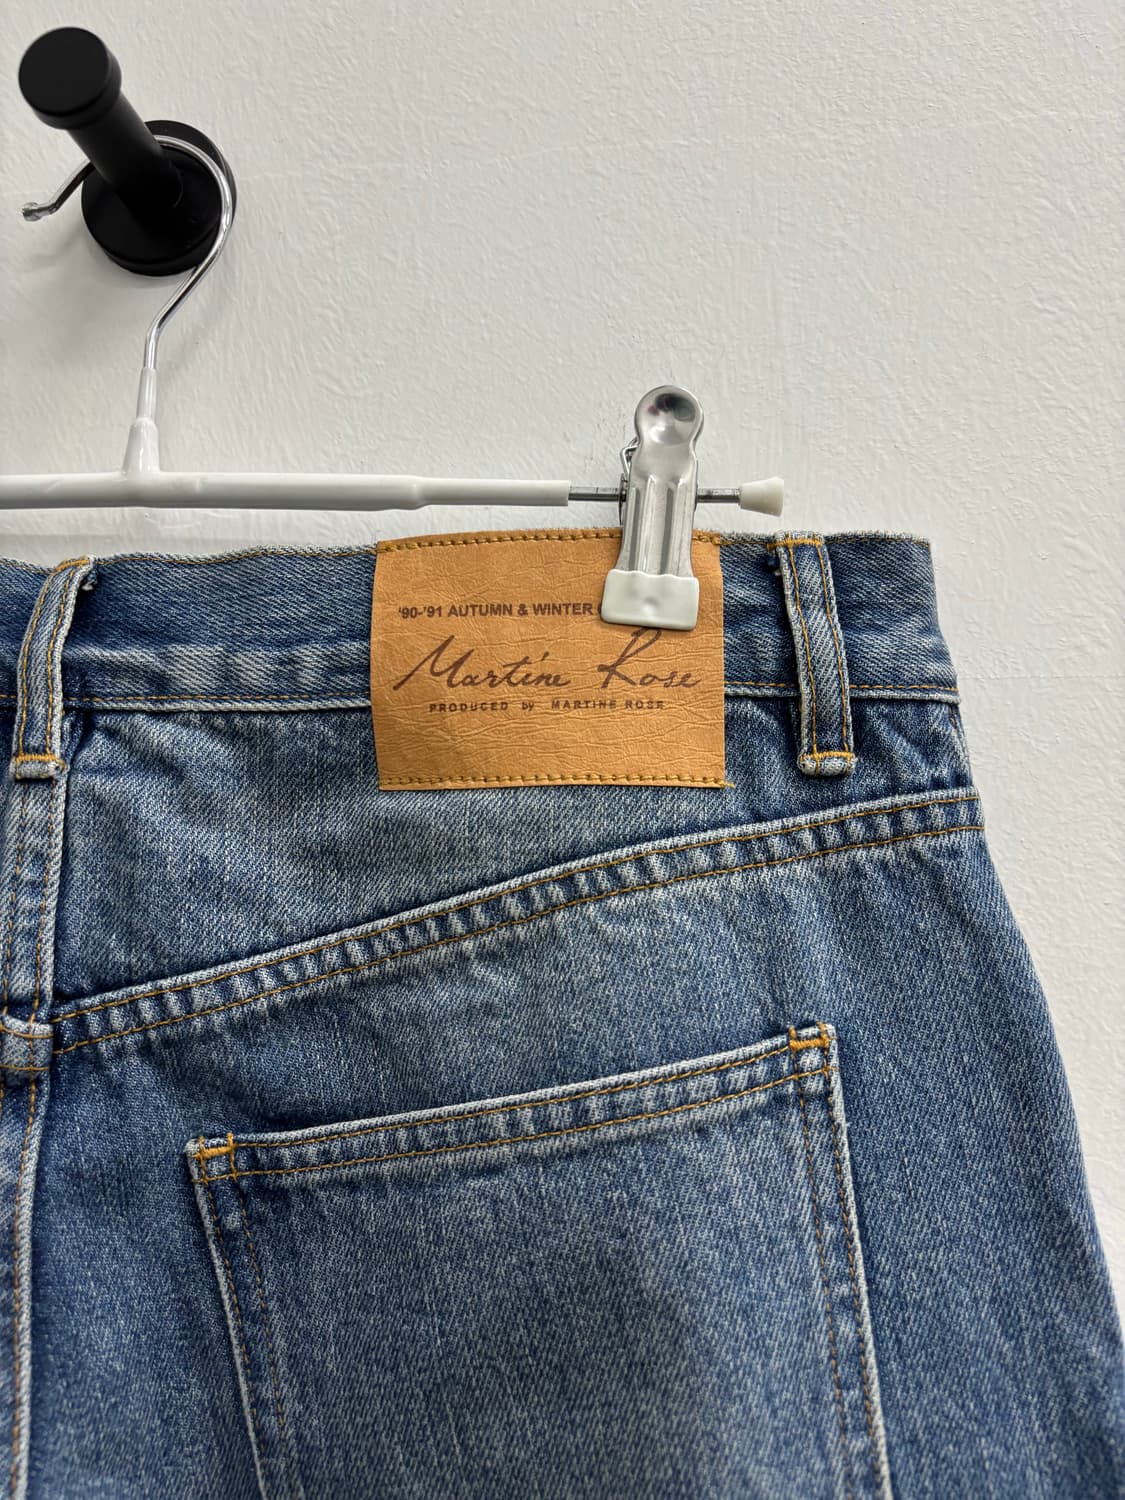 '90-'91 AUTUMN & WINTER
Martine Rose
PRODUCED by MARTINE ROSE